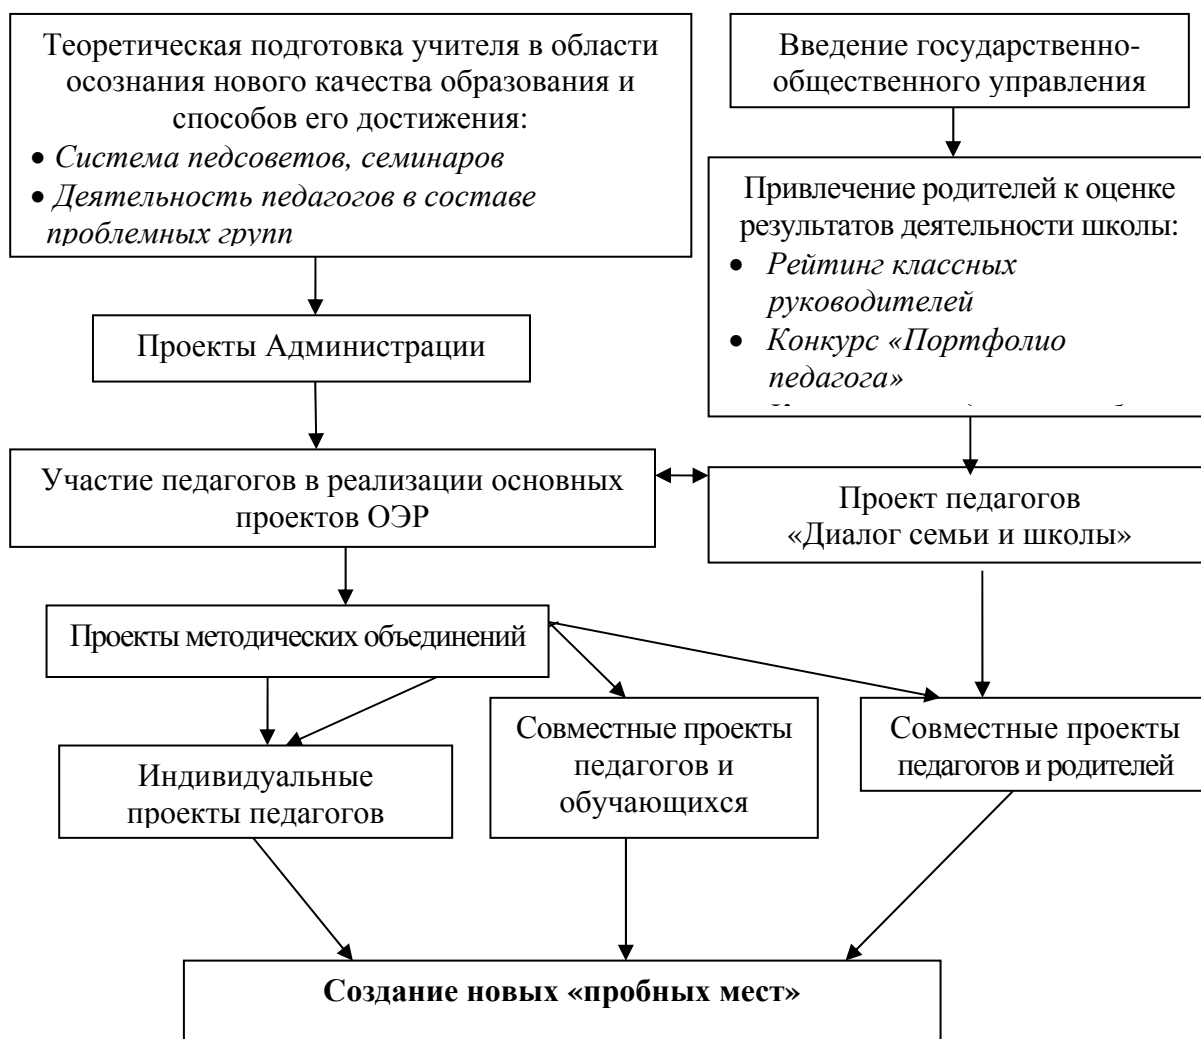 Теоретическая подготовка учителя в области
осознания нового качества образования и
способов его достижения:
• Система педсоветов, семинаров
• Деятельность педагогов в составе
проблемных групп
Введение государственно-
общественного управления
Привлечение родителей к оценке
результатов деятельности школы:
• Рейтинг классных
руководителей
• Конкурс «Портфолио
педагога»
Проекты Администрации
Участие педагогов в реализации основных
проектов ОЭР
Проект педагогов
«Диалог семьи и школы»
Проекты методических объединений
Индивидуальные
проекты педагогов
Совместные проекты
педагогов и
обучающихся
Совместные проекты
педагогов и родителей
Создание новых «пробных мест»